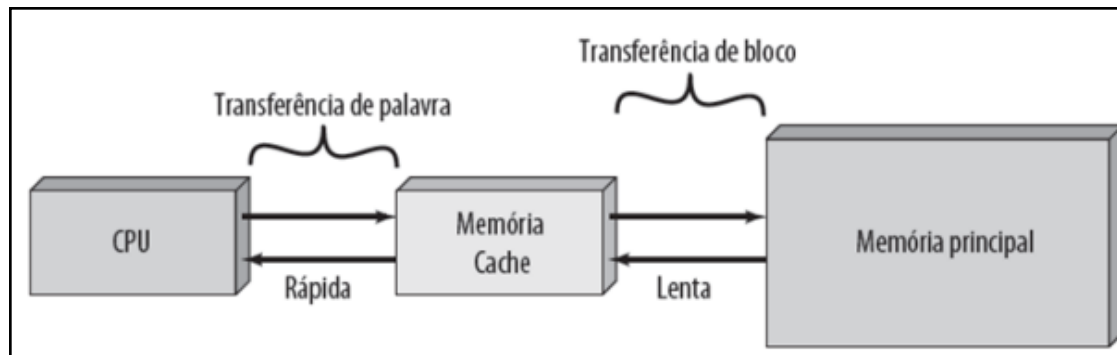 Transferência de bloco
Transferência de palavra
CPU
Memória
Cache
Memória principal
Rápida
Lenta